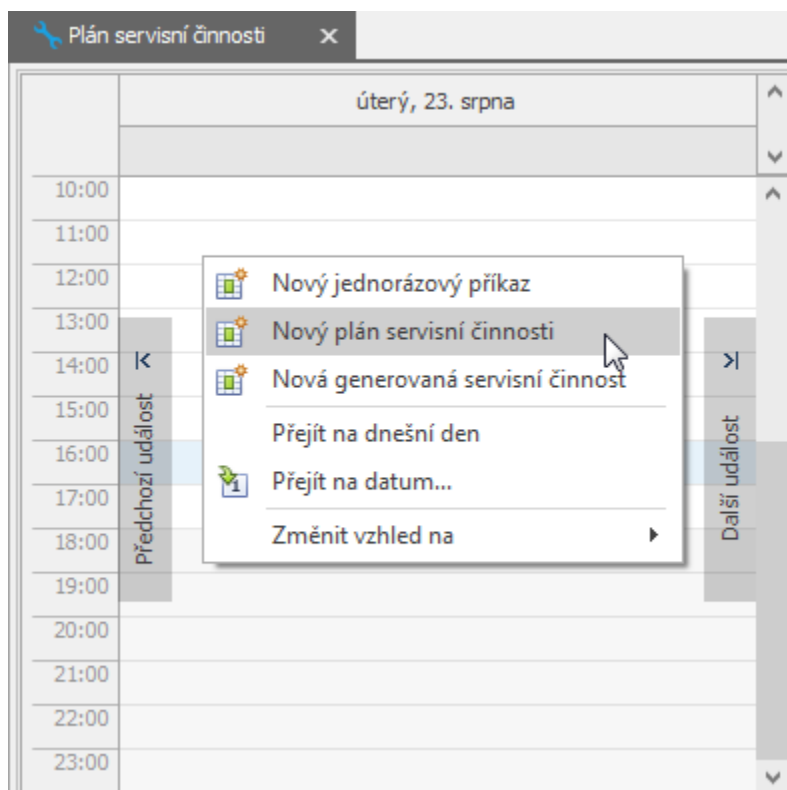 Plán servisní činnosti
úterý, 23. srpna
10:00
11:00
12:00
13:00
14:00
15:00
16:00
17:00
18:00
19:00
20:00
21:00
22:00
23:00
Předchozí událost
Nový jednorázový příkaz
Nový plán servisní činnosti
Nová generovaná servisní činnost
Přejít na dnešní den
1
Přejít na datum...
Změnit vzhled na
Další událost